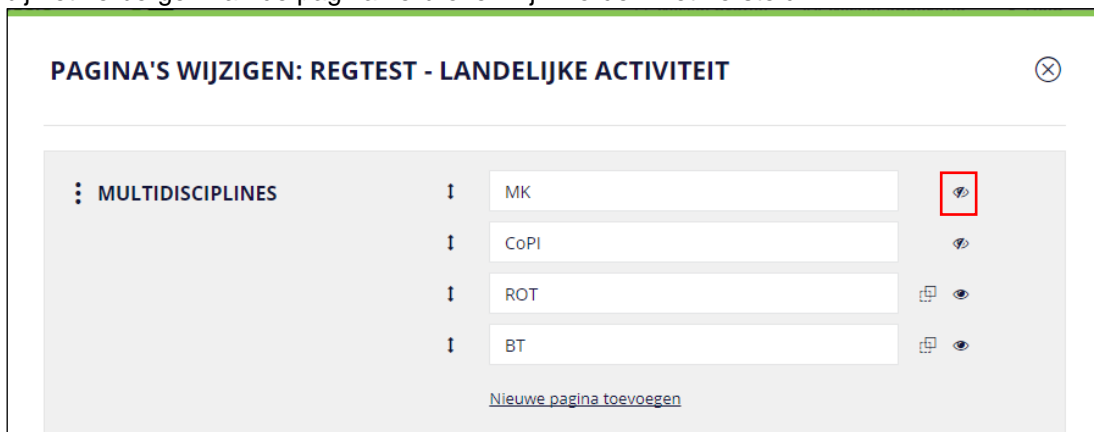 PAGINA'S WIJZIGEN: REGTEST - LANDELIJKE ACTIVITEIT
MULTIDISCIPLINES
MK
CoPI
ROT
BT
Nieuwe pagina toevoegen